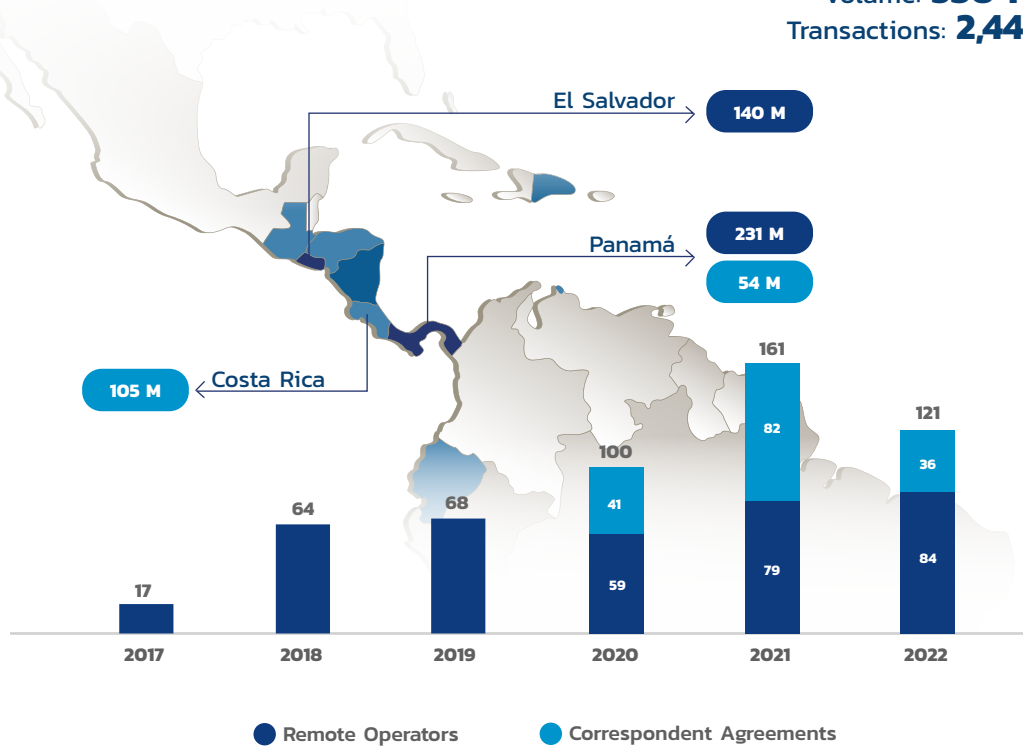 Transactions: 2,44
El Salvador
140 M
Panamá
231 M
54 M
Costa Rica
105 M
161
82
79
121
36
84
100
41
59
68
64
17
2017 2018 2019 2020 2021 2022
Remote Operators Correspondent Agreements